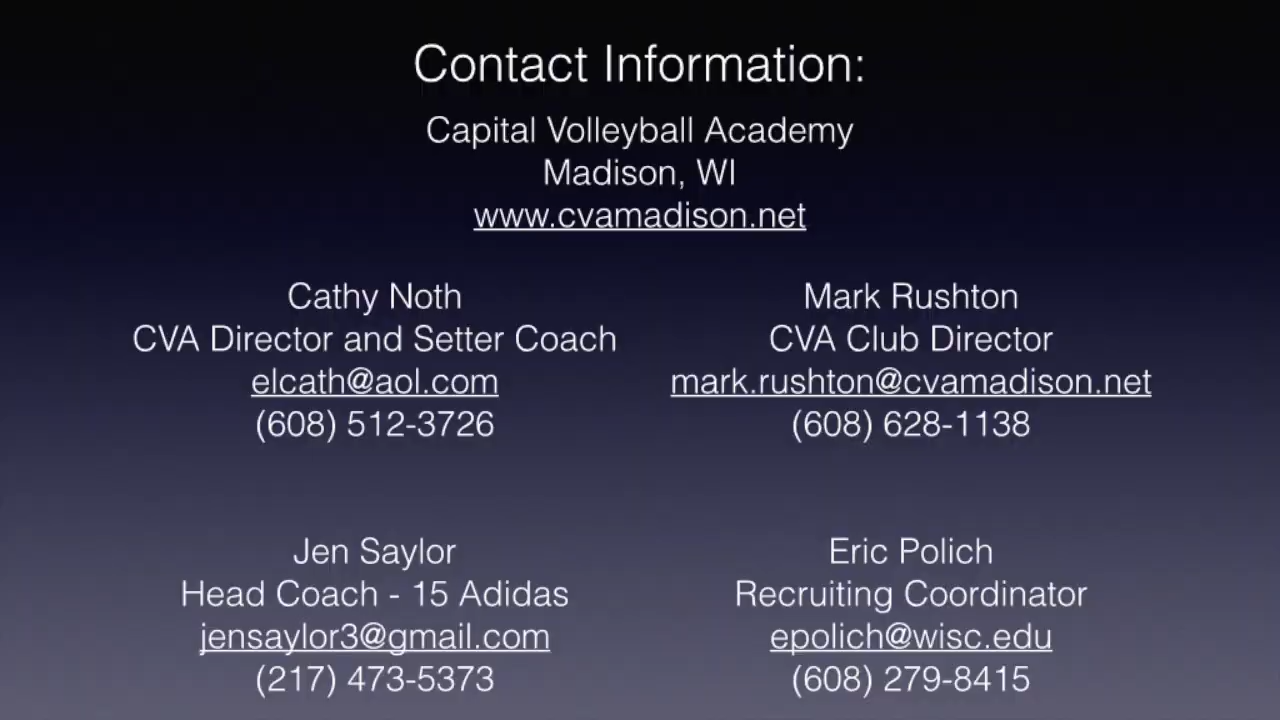 Contact Information:
Capital Volleyball Academy
Madison, WI
www.cvamadison.net
Cathy Noth
CVA Director and Setter Coach
elcath@aol.com
(608) 512-3726
Mark Rushton
CVA Club Director
mark.rushton@cvamadison.net
(608) 628-1138
Jen Saylor
Head Coach - 15 Adidas
jensaylor3@gmail.com
(217) 473-5373
Eric Polich
Recruiting Coordinator
epolich@wisc.edu
(608) 279-8415